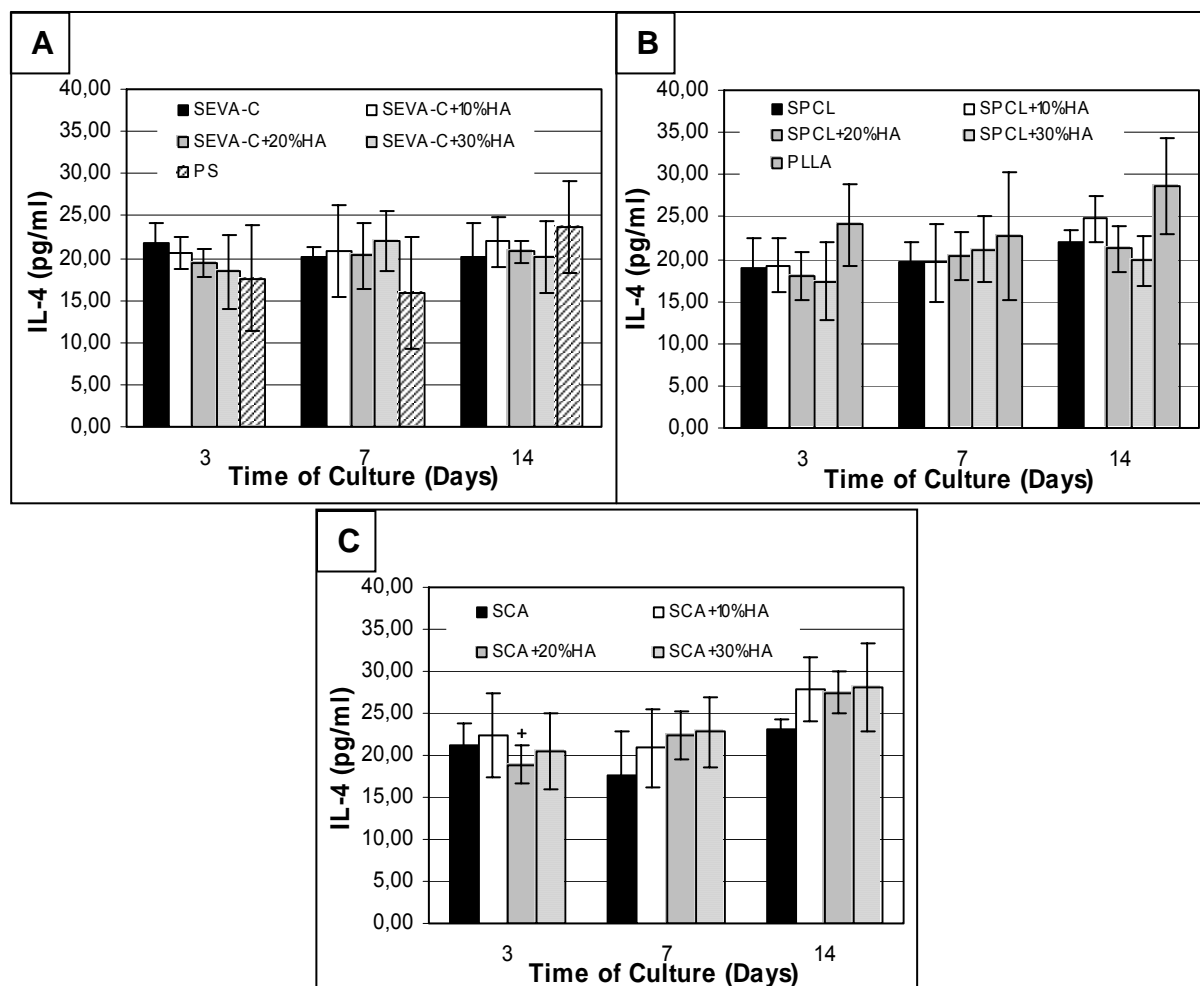 A
40,00
35,00
30,00
25,00
20,00
15,00
10,00
5,00
0,00
IL-4 (pg/ml)
SEVA-C SEVA-C+10%HA
SEVA-C+20%HA SEVA-C+30%HA
PS
3 7 14
Time of Culture (Days)
B
40,00
35,00
30,00
25,00
20,00
15,00
10,00
5,00
0,00
IL-4 (pg/ml)
SPCL SPCL+10%HA
SPCL+20%HA SPCL+30%HA
PLLA
3 7 14
Time of Culture (Days)
C
40,00
35,00
30,00
25,00
20,00
15,00
10,00
5,00
0,00
IL-4 (pg/ml)
SCA SCA+10%HA
SCA+20%HA SCA+30%HA
+
3 7 14
Time of Culture (Days)